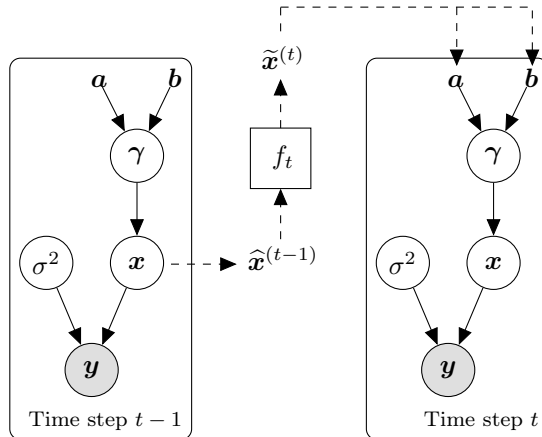 x̃^(t)
a b
γ
f_t
σ² x
x̂^(t−1)
y
Time step t − 1
a b
γ
σ² x
y
Time step t